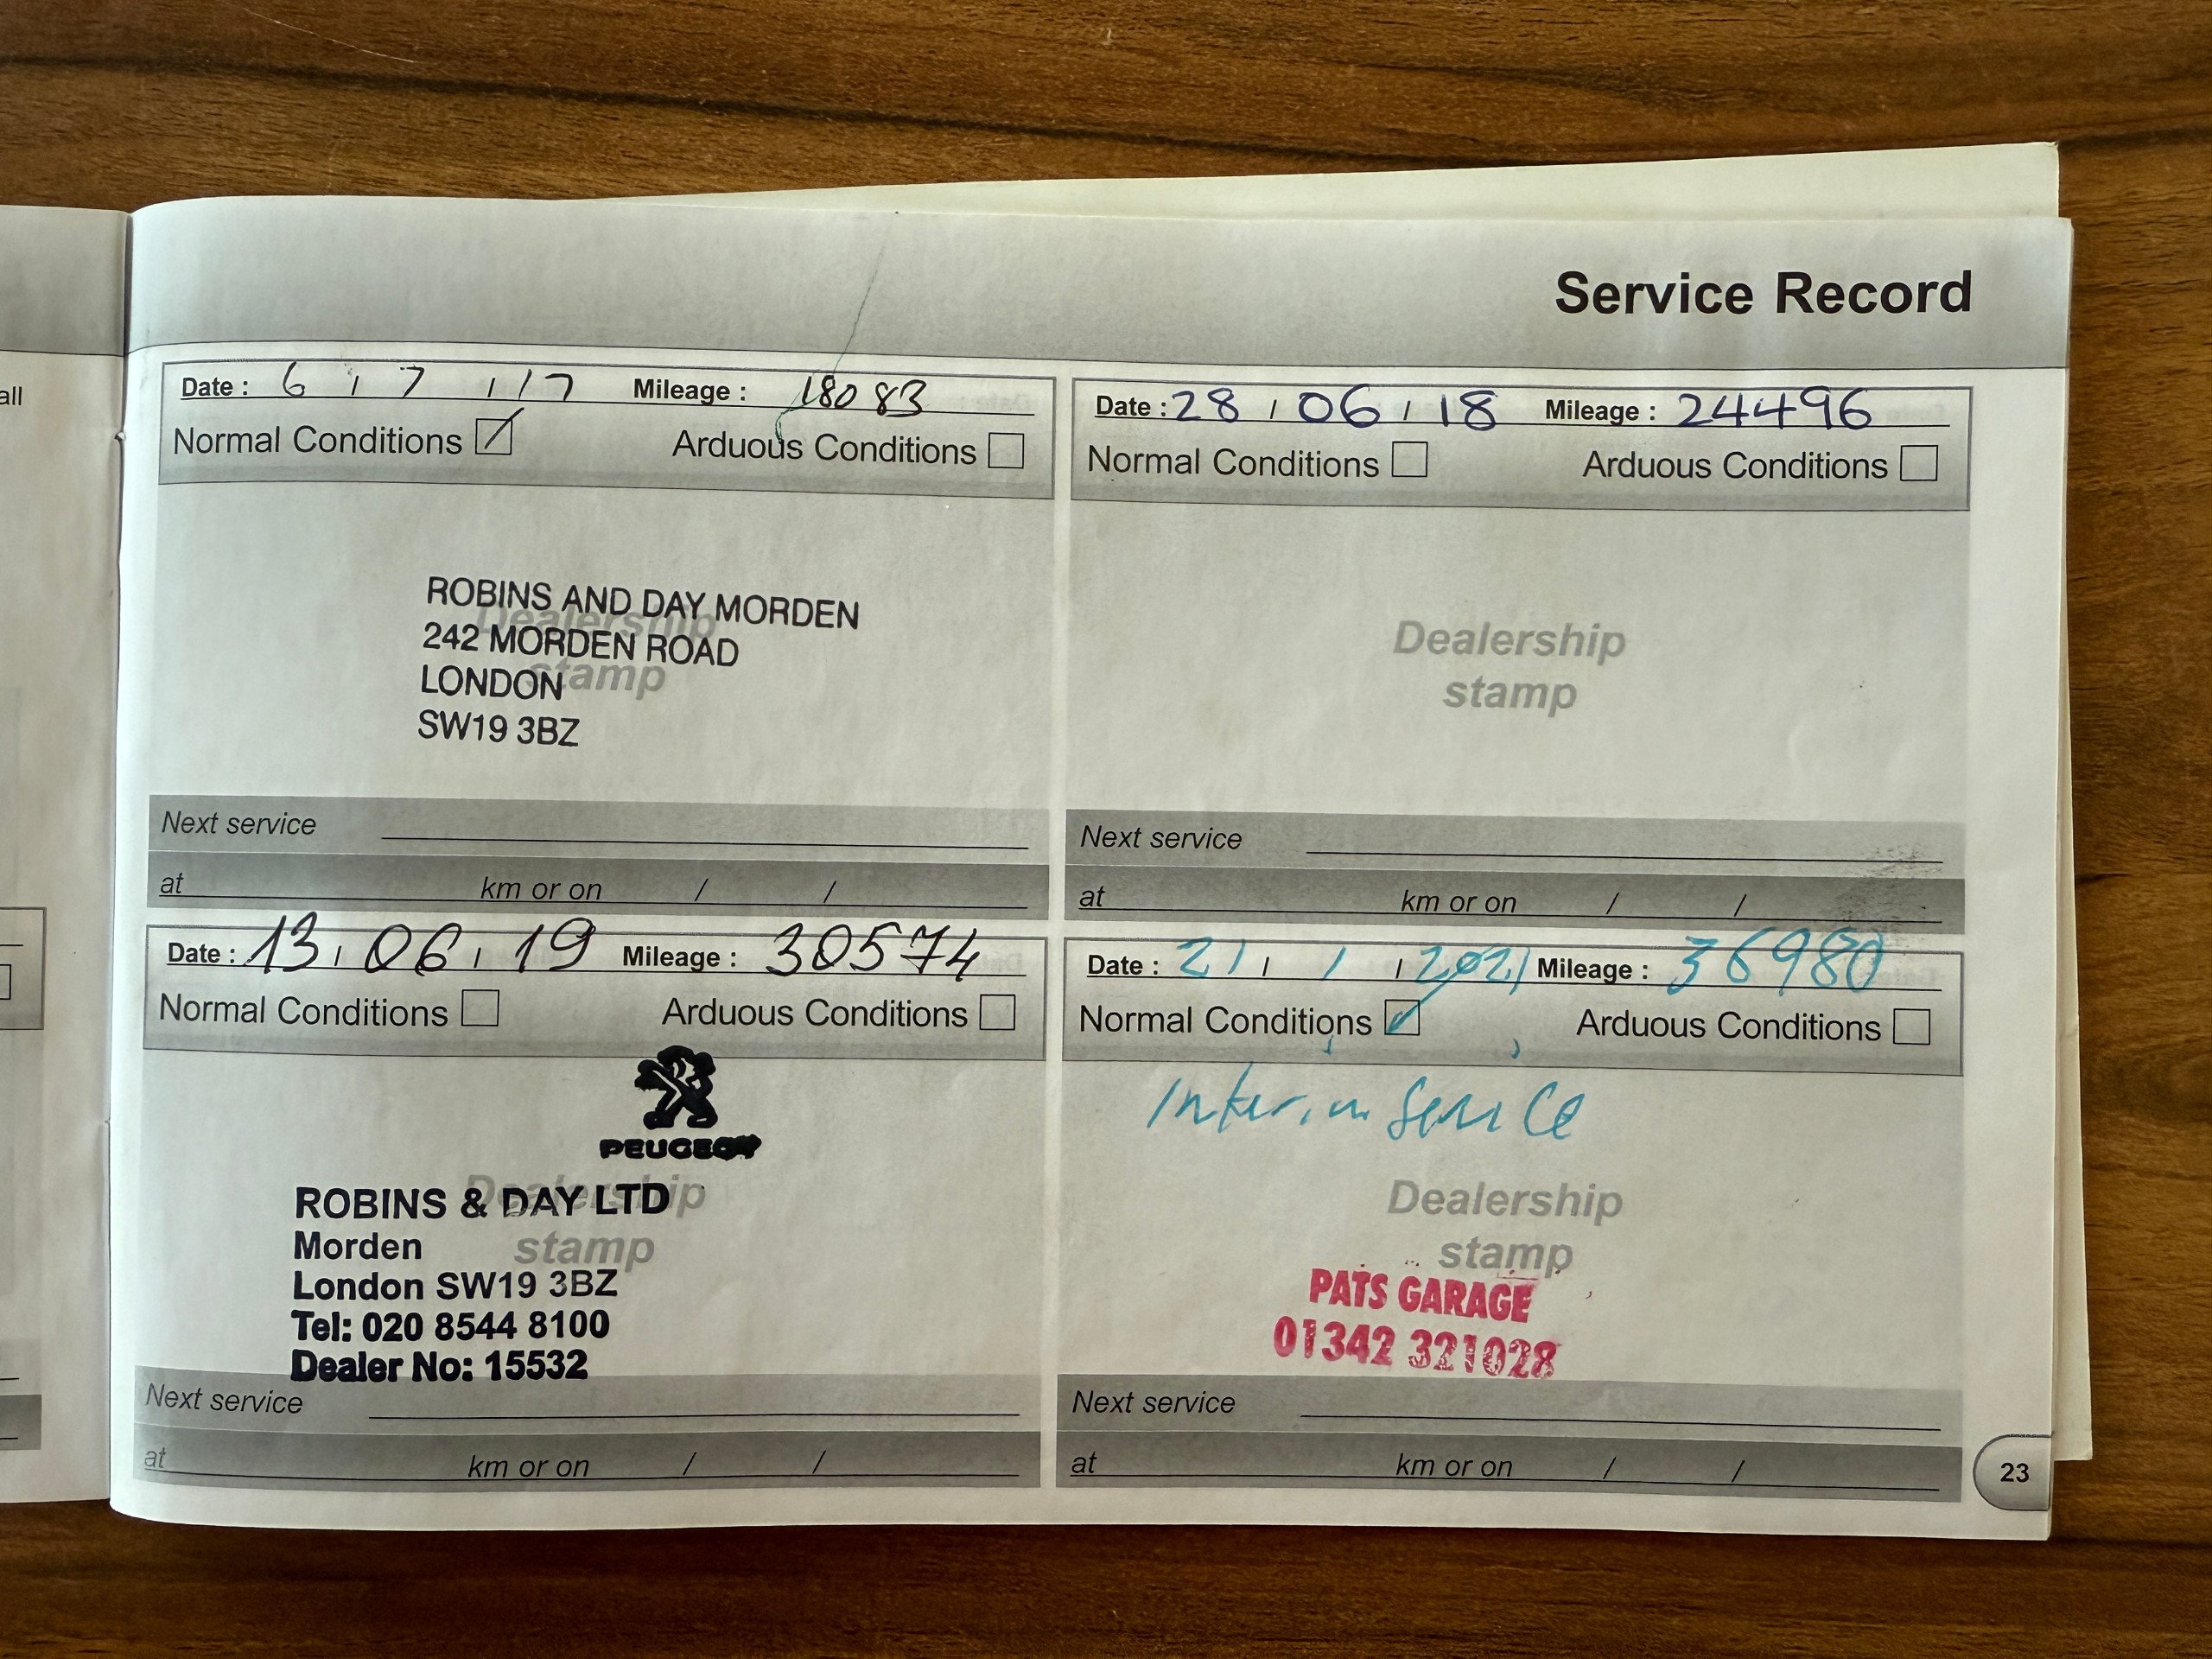 all
Service Record
Date : 6 / 7 / 17 Mileage : 18083
Normal Conditions Arduous Conditions
ROBINS AND DAY MORDEN
242 MORDEN ROAD
LONDON
SW19 3BZ
Dealership
stamp
Next service
at km or on / /
Date : 28 / 06 / 18 Mileage : 24496
Normal Conditions Arduous Conditions
Dealership
stamp
Next service
at km or on / /
Date : 13 / 06 / 19 Mileage : 30574
Normal Conditions Arduous Conditions
PEUGEOT
Dealership
stamp
ROBINS & DAY LTD
Morden
London SW19 3BZ
Tel: 020 8544 8100
Dealer No: 15532
Next service
at km or on / /
Date : 21 / 1 / 2021 Mileage : 36980
Normal Conditions Arduous Conditions
Interim Service
Dealership
stamp
PATS GARAGE
01342 321028
Next service
at km or on / /
23